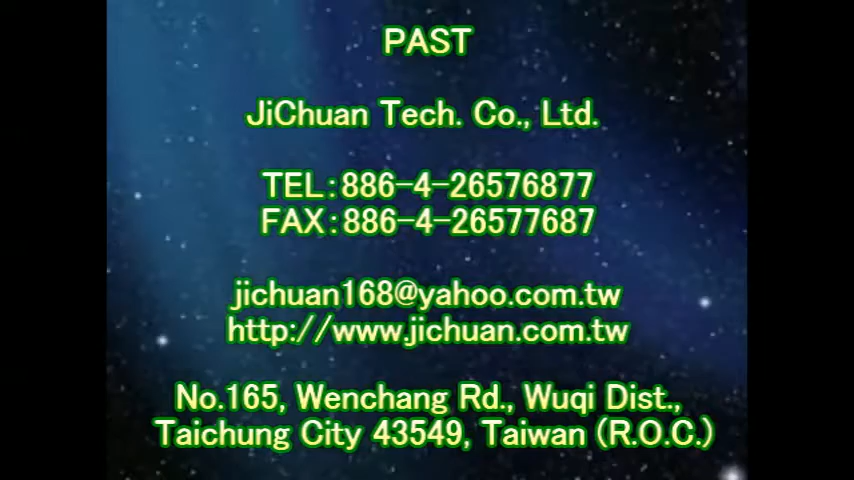 PAST
JiChuan Tech. Co., Ltd.
TEL:886-4-26576877
FAX:886-4-26577687
jichuan168@yahoo.com.tw
http://www.jichuan.com.tw
No.165, Wenchang Rd., Wuqi Dist.,
Taichung City 43549, Taiwan (R.O.C.)